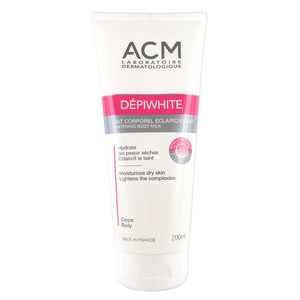 ACM
LABORATOIRE
DERMATOLOGIQUE
DÉPIWHITE
LAIT CORPOREL ÉCLAIRCISSANT
WHITENING BODY MILK
Hydrate
les peaux sèches
Éclaircit le teint
Moisturises dry skin
Lightens the complexion
Corps
Body
MADE IN FRANCE
200ml